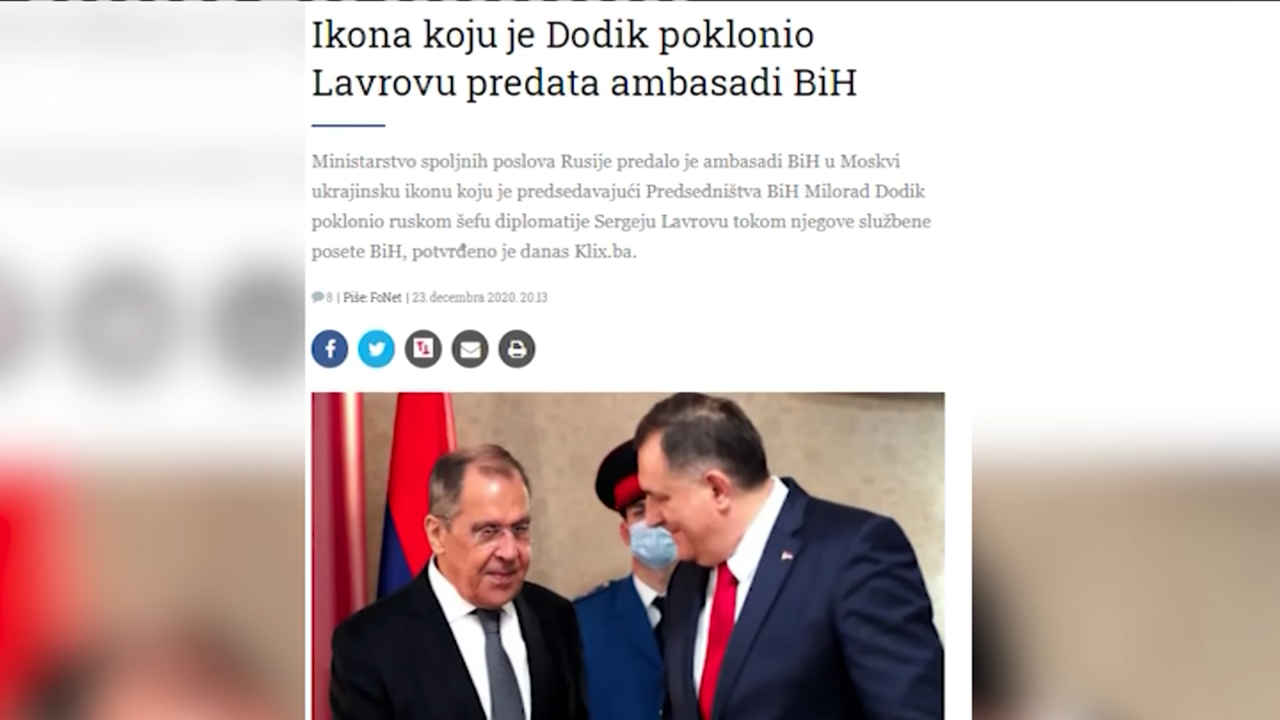 Ikona koju je Dodik poklonio
Lavrovu predata ambasadi BiH
Ministarstvo spoljnih poslova Rusije predalo je ambasadi BiH u Moskvi
ukrajinsku ikonu koju je predsedavajući Predsedništva BiH Milorad Dodik
poklonio ruskom šefu diplomatije Sergeju Lavrovu tokom njegove službene
posete BiH, potvrđeno je danas Klix.ba.
8 | Piše: FoNet | 23. decembra 2020. 20.13